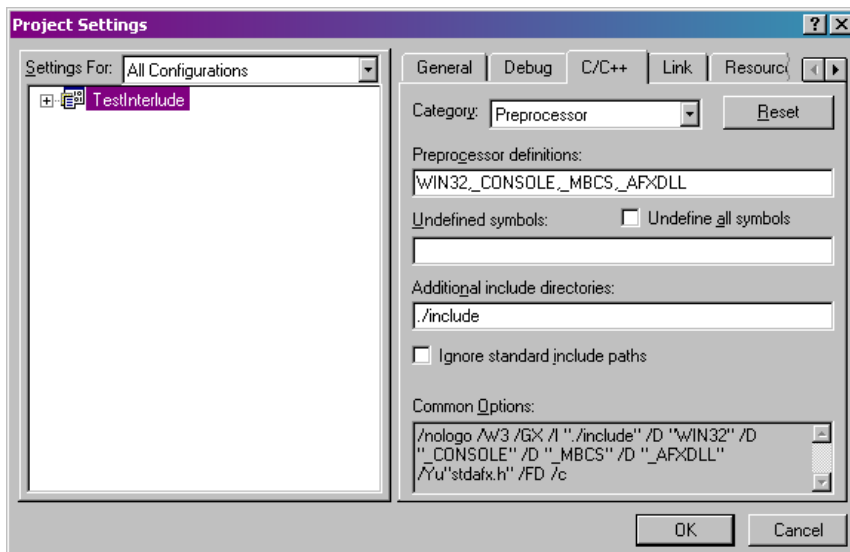 Project Settings
Settings For: All Configurations
TestInterlude
General Debug C/C++ Link
Category: Preprocessor Reset
Preprocessor definitions:
WIN32,_CONSOLE,_MBCS,_AFXDLL
Undefined symbols: Undefine all symbols
Additional include directories:
./include
Ignore standard include paths
Common Options:
/nologo /W3 /GX /I "./include" /D "WIN32" /D
"_CONSOLE" /D "_MBCS" /D "_AFXDLL"
/Yu"stdafx.h" /FD /c
OK Cancel